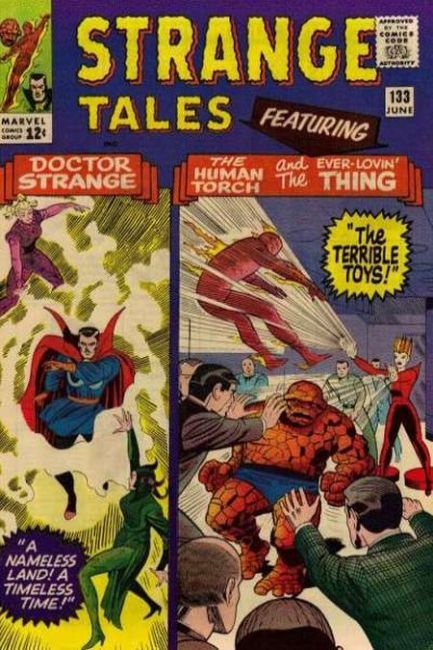 STRANGE
TALES
FEATURING
APPROVED
BY THE
COMICS
CODE
AUTHORITY
MARVEL
COMICS
GROUP 12¢
133
JUNE
DOCTOR
STRANGE
THE
HUMAN
TORCH
and
The
EVER-LOVIN'
THING
"The
TERRIBLE
TOYS!"
"A
NAMELESS
LAND! A
TIMELESS
TIME!"